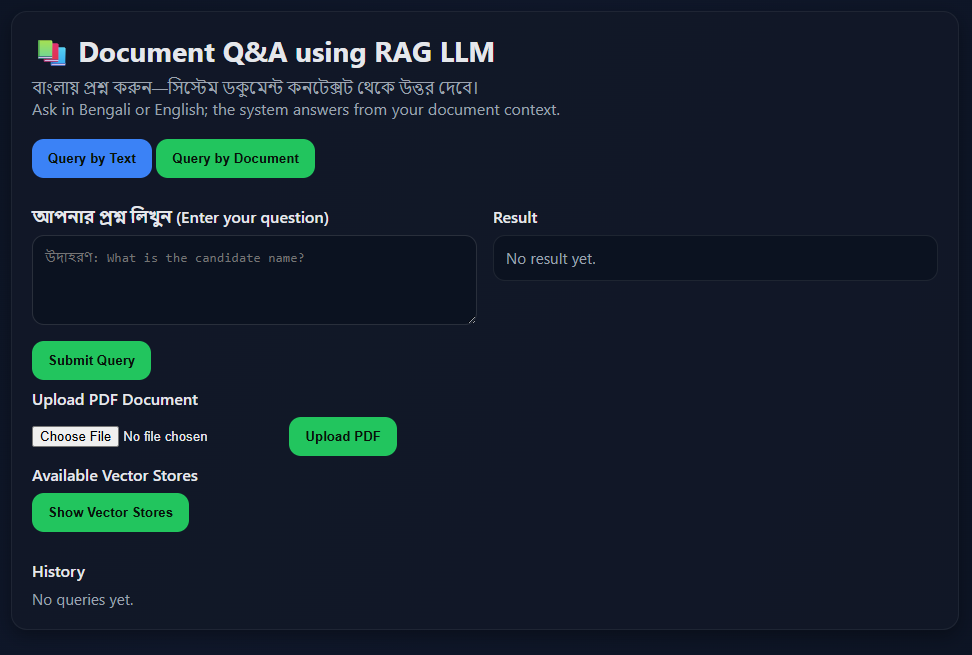 Document Q&A using RAG LLM
বাংলায় প্রশ্ন করুন—সিস্টেম ডকুমেন্ট কনটেক্সট থেকে উত্তর দেবে।
Ask in Bengali or English; the system answers from your document context.
Query by Text Query by Document
আপনার প্রশ্ন লিখুন (Enter your question)
উদাহরণ: What is the candidate name?
Submit Query
Result
No result yet.
Upload PDF Document
Choose File No file chosen Upload PDF
Available Vector Stores
Show Vector Stores
History
No queries yet.